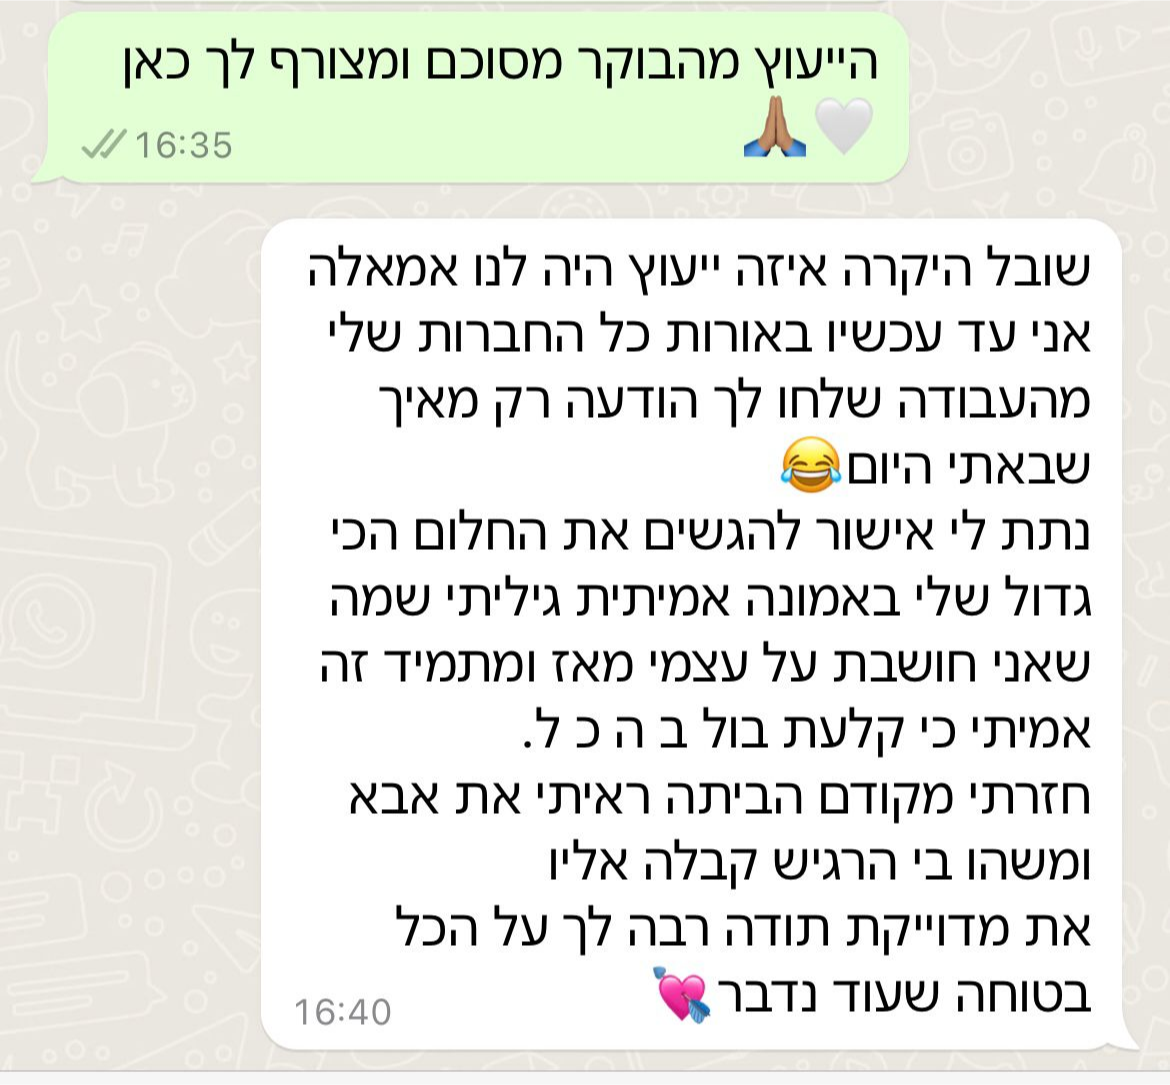 הייעוץ מהבוקר מסוכם ומצורף לך כאן
🤍🙏🏽
16:35
שובל היקרה איזה ייעוץ היה לנו אמאלה
אני עד עכשיו באורות כל החברות שלי
מהעבודה שלחו לך הודעה רק מאיך
שבאתי היום😂
נתת לי אישור להגשים את החלום הכי
גדול שלי באמונה אמיתית גיליתי שמה
שאני חושבת על עצמי מאז ומתמיד זה
אמיתי כי קלעת בול ב ה כ ל.
חזרתי מקודם הביתה ראיתי את אבא
ומשהו בי הרגיש קבלה אליו
את מדוייקת תודה רבה לך על הכל
בטוחה שעוד נדבר💘
16:40